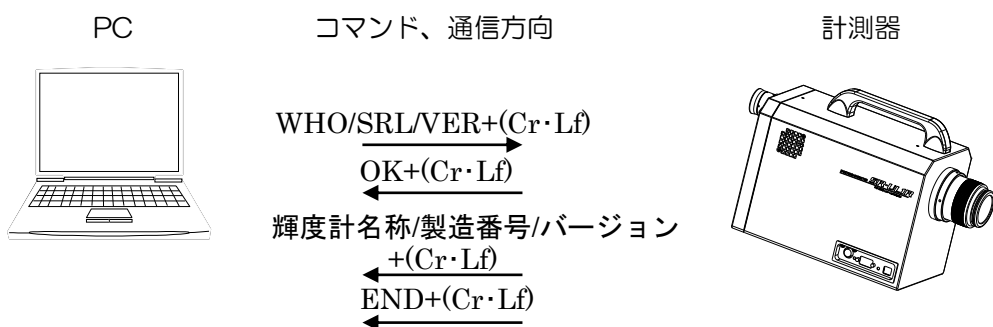 PC
コマンド、通信方向
計測器
WHO/SRL/VER+(Cr･Lf)
OK+(Cr･Lf)
輝度計名称/製造番号/バージョン
+(Cr･Lf)
END+(Cr･Lf)